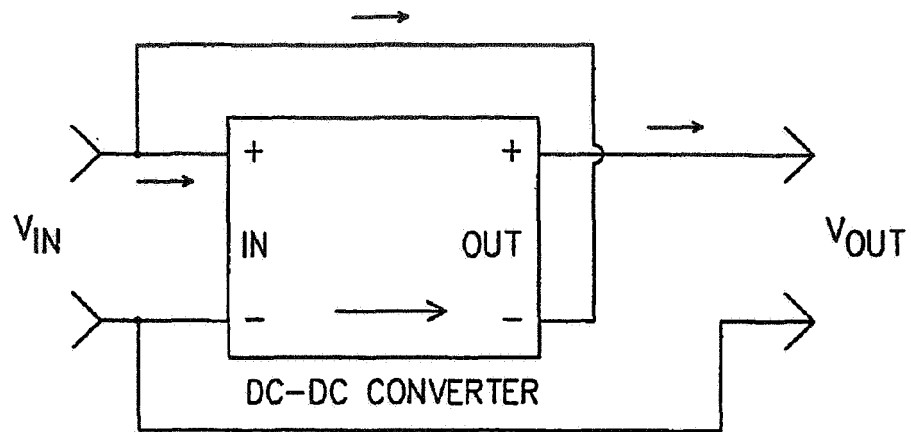 + +
V_IN IN OUT V_OUT
- -
DC-DC CONVERTER